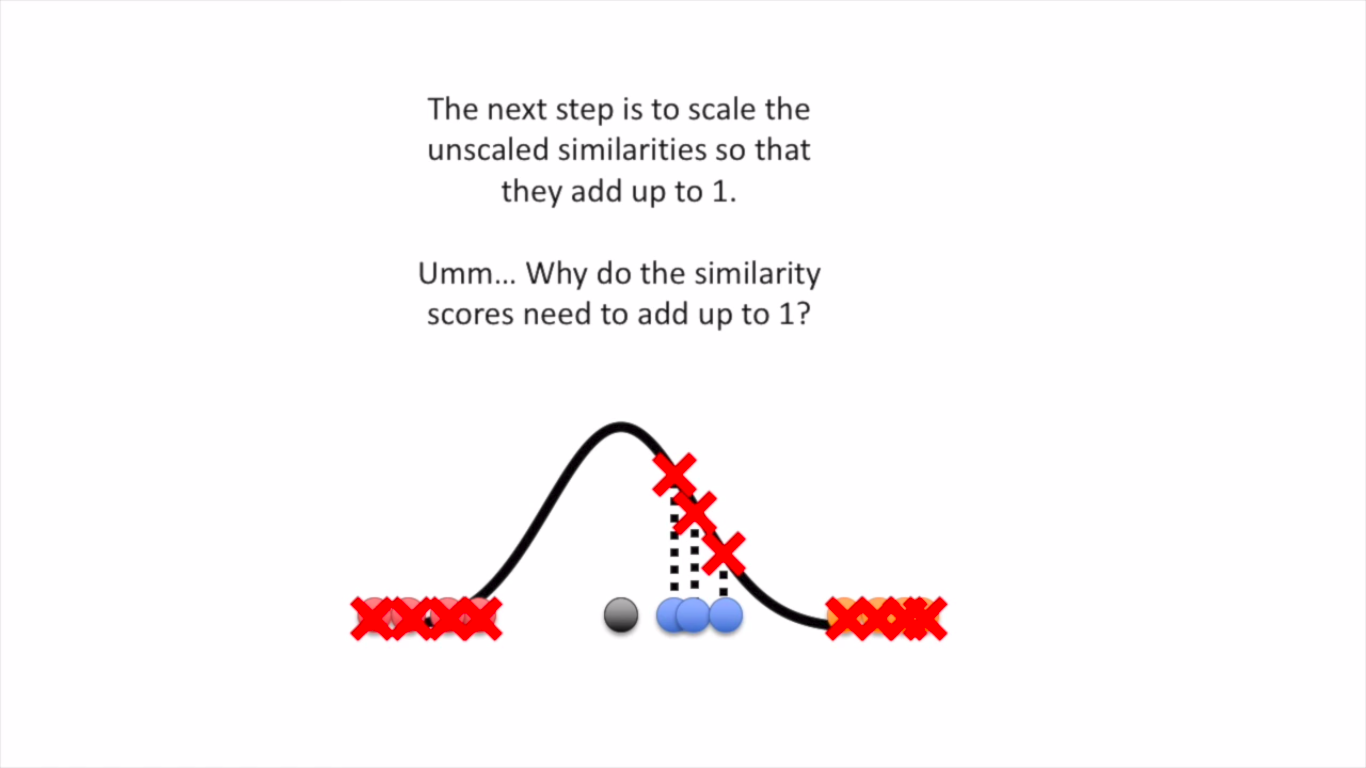 The next step is to scale the
unscaled similarities so that
they add up to 1.
Umm... Why do the similarity
scores need to add up to 1?